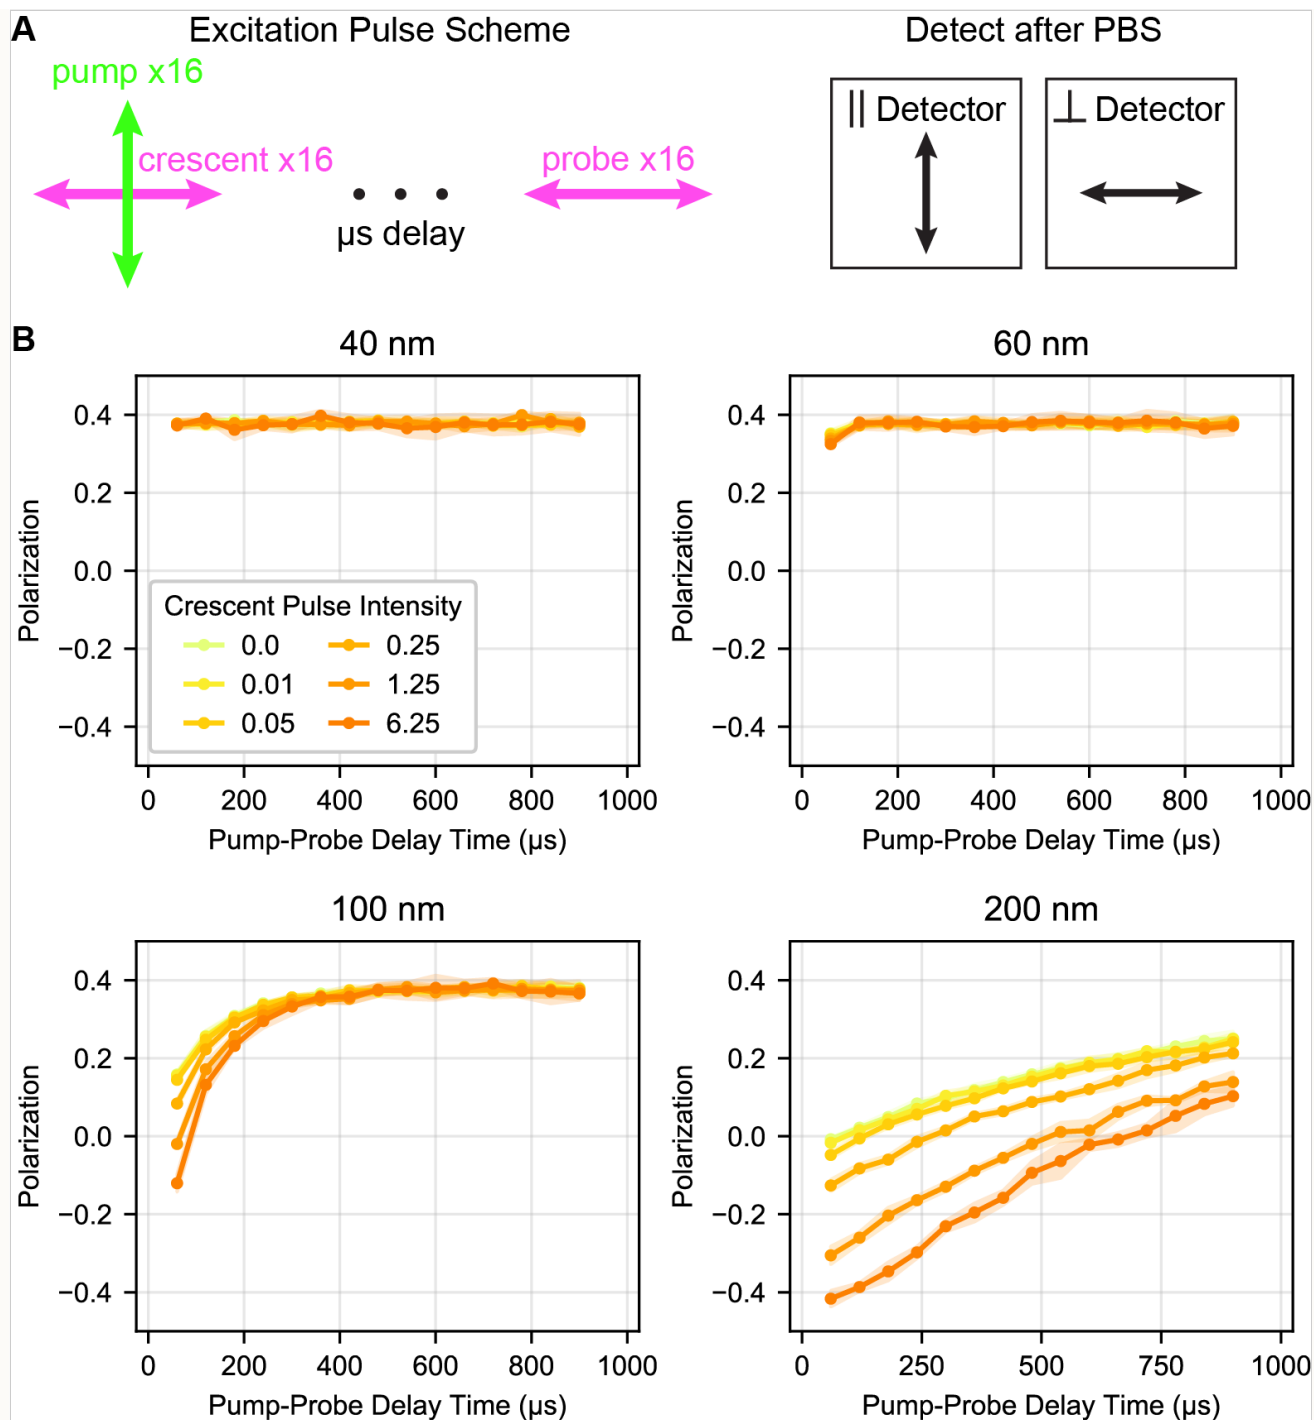 A
Excitation Pulse Scheme
Detect after PBS
pump x16
crescent x16
probe x16
µs delay
|| Detector
⊥ Detector
B
40 nm
60 nm
Polarization
0.4
0.2
0.0
−0.2
−0.4
Crescent Pulse Intensity
0.0
0.25
0.01
1.25
0.05
6.25
0 200 400 600 800 1000
Pump-Probe Delay Time (µs)
Polarization
0.4
0.2
0.0
−0.2
−0.4
0 200 400 600 800 1000
Pump-Probe Delay Time (µs)
100 nm
200 nm
Polarization
0.4
0.2
0.0
−0.2
−0.4
0 200 400 600 800 1000
Pump-Probe Delay Time (µs)
Polarization
0.4
0.2
0.0
−0.2
−0.4
0 250 500 750 1000
Pump-Probe Delay Time (µs)